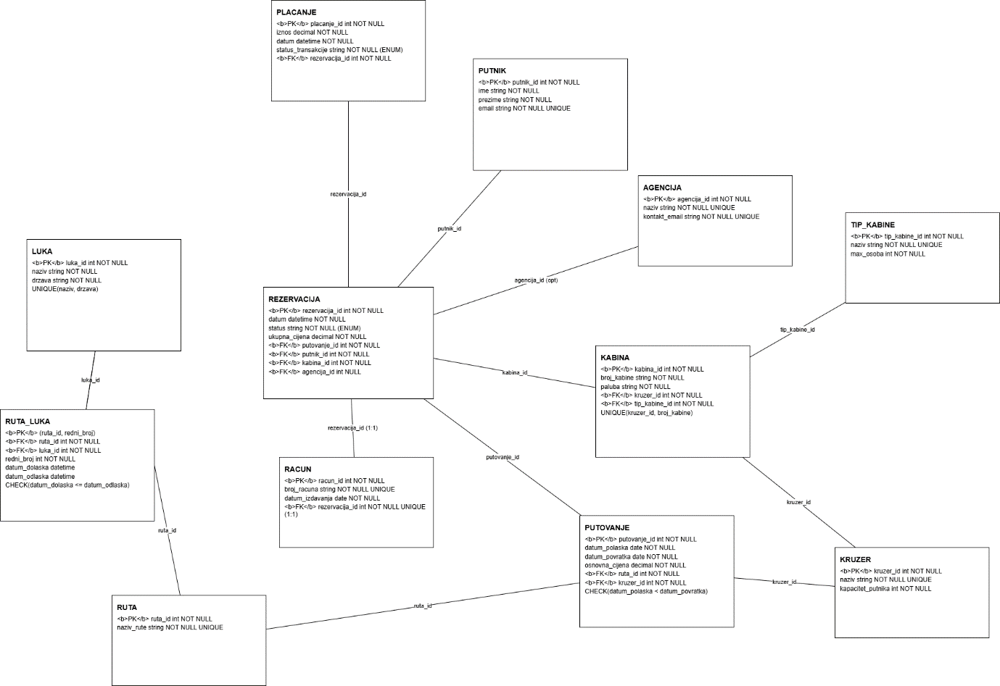 PLACANJE
<b>PK</b> placanje_id int NOT NULL
iznos decimal NOT NULL
datum datetime NOT NULL
status_transakcije string NOT NULL (ENUM)
<b>FK</b> rezervacija_id int NOT NULL
PUTNIK
<b>PK</b> putnik_id int NOT NULL
ime string NOT NULL
prezime string NOT NULL
email string NOT NULL UNIQUE
rezervacija_id
putnik_id
AGENCIJA
<b>PK</b> agencija_id int NOT NULL
naziv string NOT NULL UNIQUE
kontakt_email string NOT NULL UNIQUE
agencija_id (opt)
TIP_KABINE
<b>PK</b> tip_kabine_id int NOT NULL
naziv string NOT NULL UNIQUE
max_osoba int NOT NULL
tip_kabine_id
LUKA
<b>PK</b> luka_id int NOT NULL
naziv string NOT NULL
drzava string NOT NULL
UNIQUE(naziv, drzava)
luka_id
REZERVACIJA
<b>PK</b> rezervacija_id int NOT NULL
datum datetime NOT NULL
status string NOT NULL (ENUM)
ukupna_cijena decimal NOT NULL
<b>FK</b> putovanje_id int NOT NULL
<b>FK</b> putnik_id int NOT NULL
<b>FK</b> kabina_id int NOT NULL
<b>FK</b> agencija_id int NULL
kabina_id
KABINA
<b>PK</b> kabina_id int NOT NULL
broj_kabine string NOT NULL
paluba string NOT NULL
<b>FK</b> kruzer_id int NOT NULL
<b>FK</b> tip_kabine_id int NOT NULL
UNIQUE(kruzer_id, broj_kabine)
RUTA_LUKA
<b>PK</b> (ruta_id, redni_broj)
<b>FK</b> ruta_id int NOT NULL
<b>FK</b> luka_id int NOT NULL
redni_broj int NOT NULL
datum_dolaska datetime
datum_odlaska datetime
CHECK(datum_dolaska <= datum_odlaska)
rezervacija_id (1:1)
putovanje_id
RACUN
<b>PK</b> racun_id int NOT NULL
broj_racuna string NOT NULL UNIQUE
datum_izdavanja date NOT NULL
<b>FK</b> rezervacija_id int NOT NULL UNIQUE
(1:1)
kruzer_id
ruta_id
PUTOVANJE
<b>PK</b> putovanje_id int NOT NULL
datum_polaska date NOT NULL
datum_povratka date NOT NULL
osnovna_cijena decimal NOT NULL
<b>FK</b> ruta_id int NOT NULL
<b>FK</b> kruzer_id int NOT NULL
CHECK(datum_polaska < datum_povratka)
kruzer_id
KRUZER
<b>PK</b> kruzer_id int NOT NULL
naziv string NOT NULL UNIQUE
kapacitet_putnika int NOT NULL
ruta_id
RUTA
<b>PK</b> ruta_id int NOT NULL
naziv_rute string NOT NULL UNIQUE